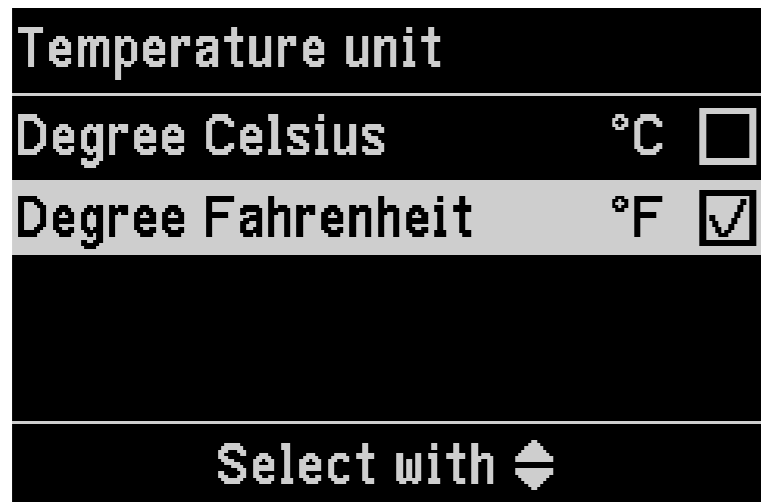 Temperature unit
Degree Celsius °C
Degree Fahrenheit °F
Select with